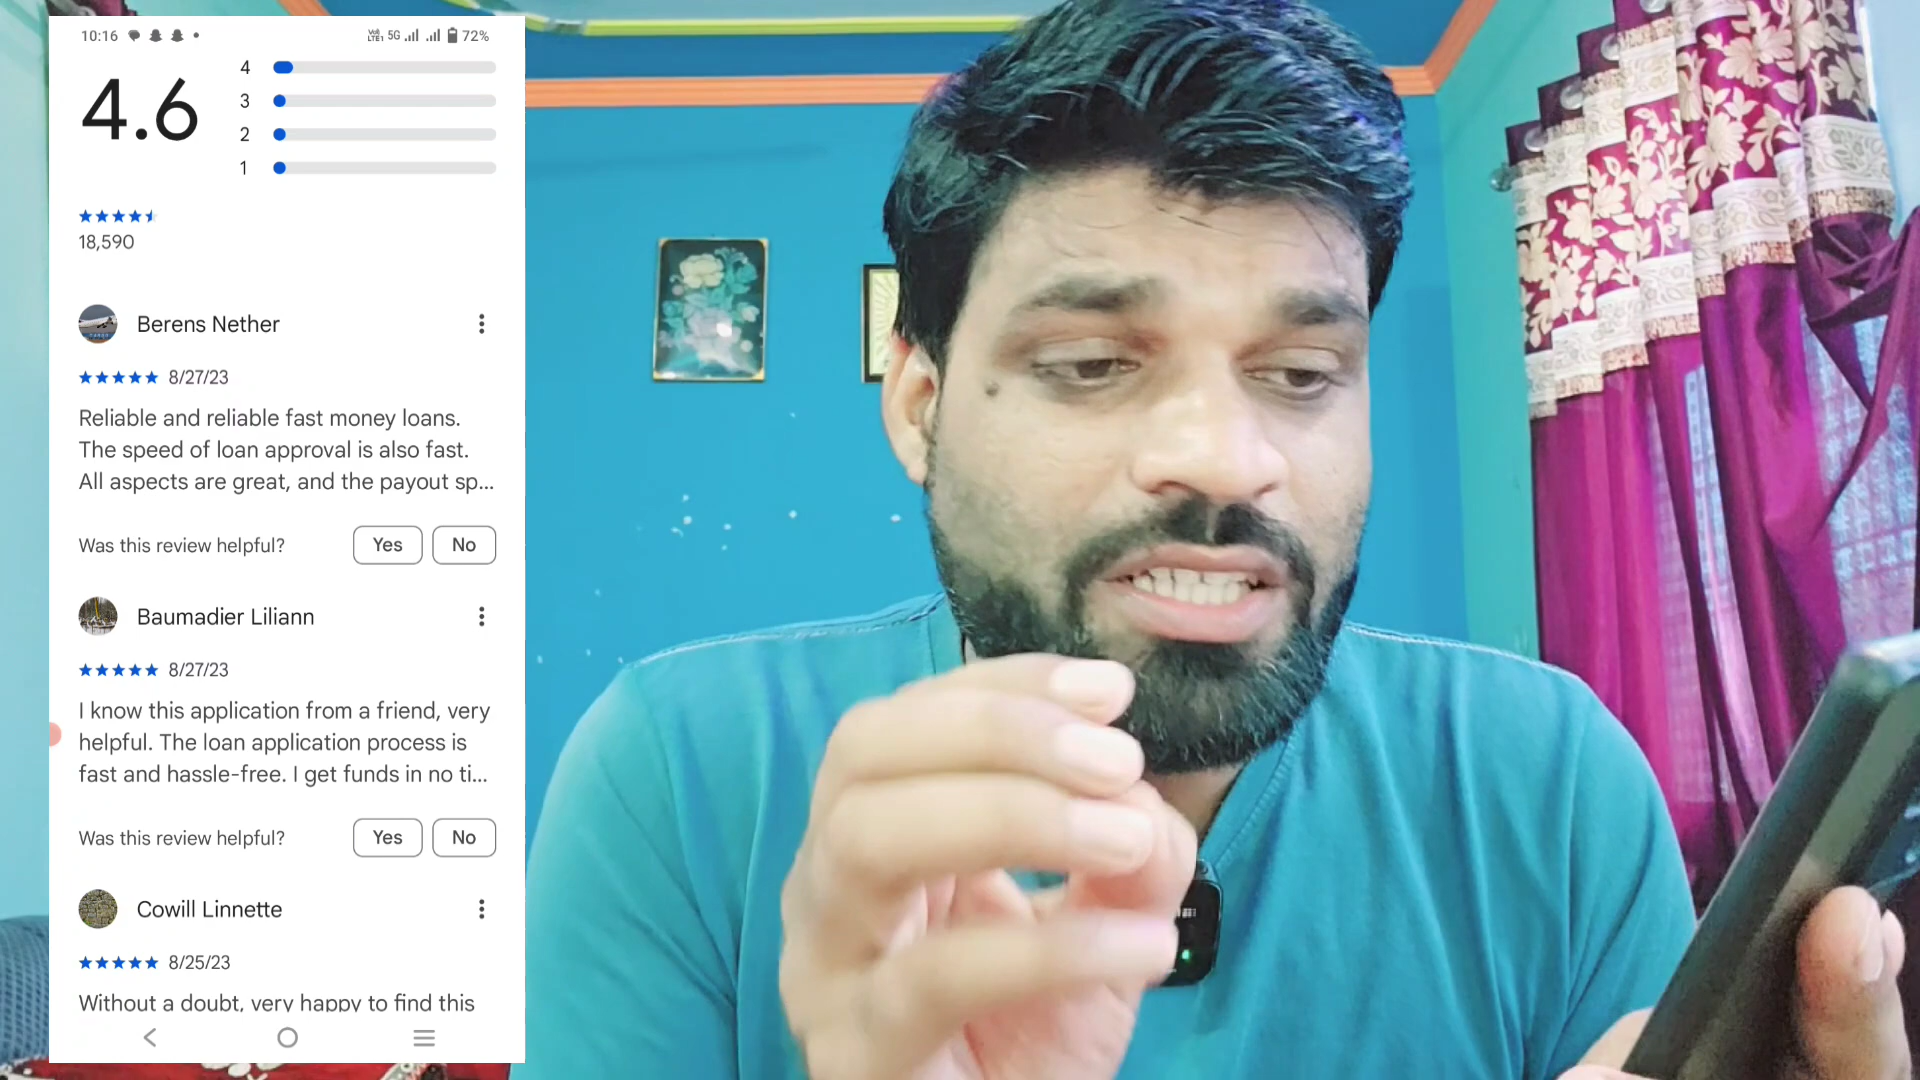 10:16
VoI) LTE1 5G 72%
4
4.6
3
2
1
18,590
Berens Nether
8/27/23
Reliable and reliable fast money loans.
The speed of loan approval is also fast.
All aspects are great, and the payout sp...
Was this review helpful? Yes No
Baumadier Liliann
8/27/23
I know this application from a friend, very
helpful. The loan application process is
fast and hassle-free. I get funds in no ti...
Was this review helpful? Yes No
Cowill Linnette
8/25/23
Without a doubt, very happy to find this